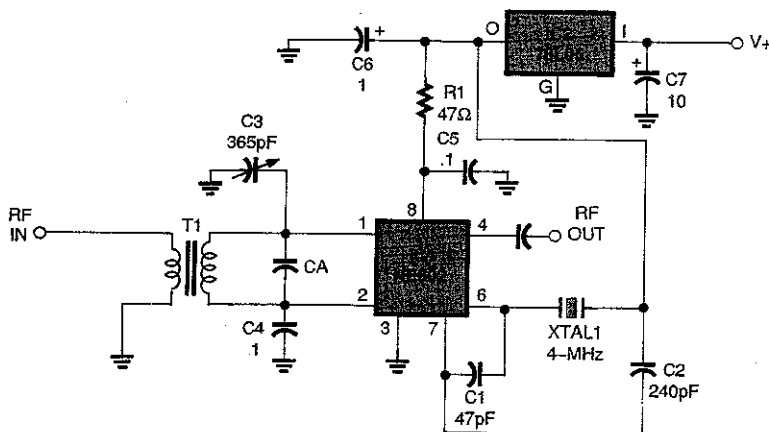 O
I
V+
C6
1
+
G
+
C7
10
R1
47Ω
C5
.1
C3
365pF
RF
IN
T1
8
1
4
RF
OUT
CA
2
6
3
7
C4
.1
XTAL1
4-MHz
C1
47pF
C2
240pF